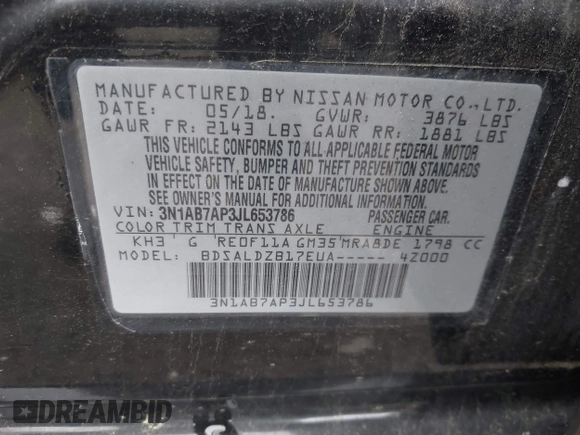 MANUFACTURED BY NISSAN MOTOR CO., LTD.
DATE: 05/18. GVWR: 3876 LBS
GAWR FR: 2143 LBS GAWR RR: 1881 LBS
THIS VEHICLE CONFORMS TO ALL APPLICABLE FEDERAL MOTOR
VEHICLE SAFETY, BUMPER AND THEFT PREVENTION STANDARDS
IN EFFECT ON THE DATE OF MANUFACTURE SHOWN ABOVE.
SEE OWNER'S MANUAL FOR ADDITIONAL INFORMATION.
VIN: 3N1AB7AP3JL653786 PASSENGER CAR.
COLOR TRIM TRANS AXLE ENGINE
KH3 G RE0F11A GM35 MRA8DE 1798 CC
MODEL: BDSALDZB17EUA----- 4Z000
3N1AB7AP3JL653786
DREAMBID